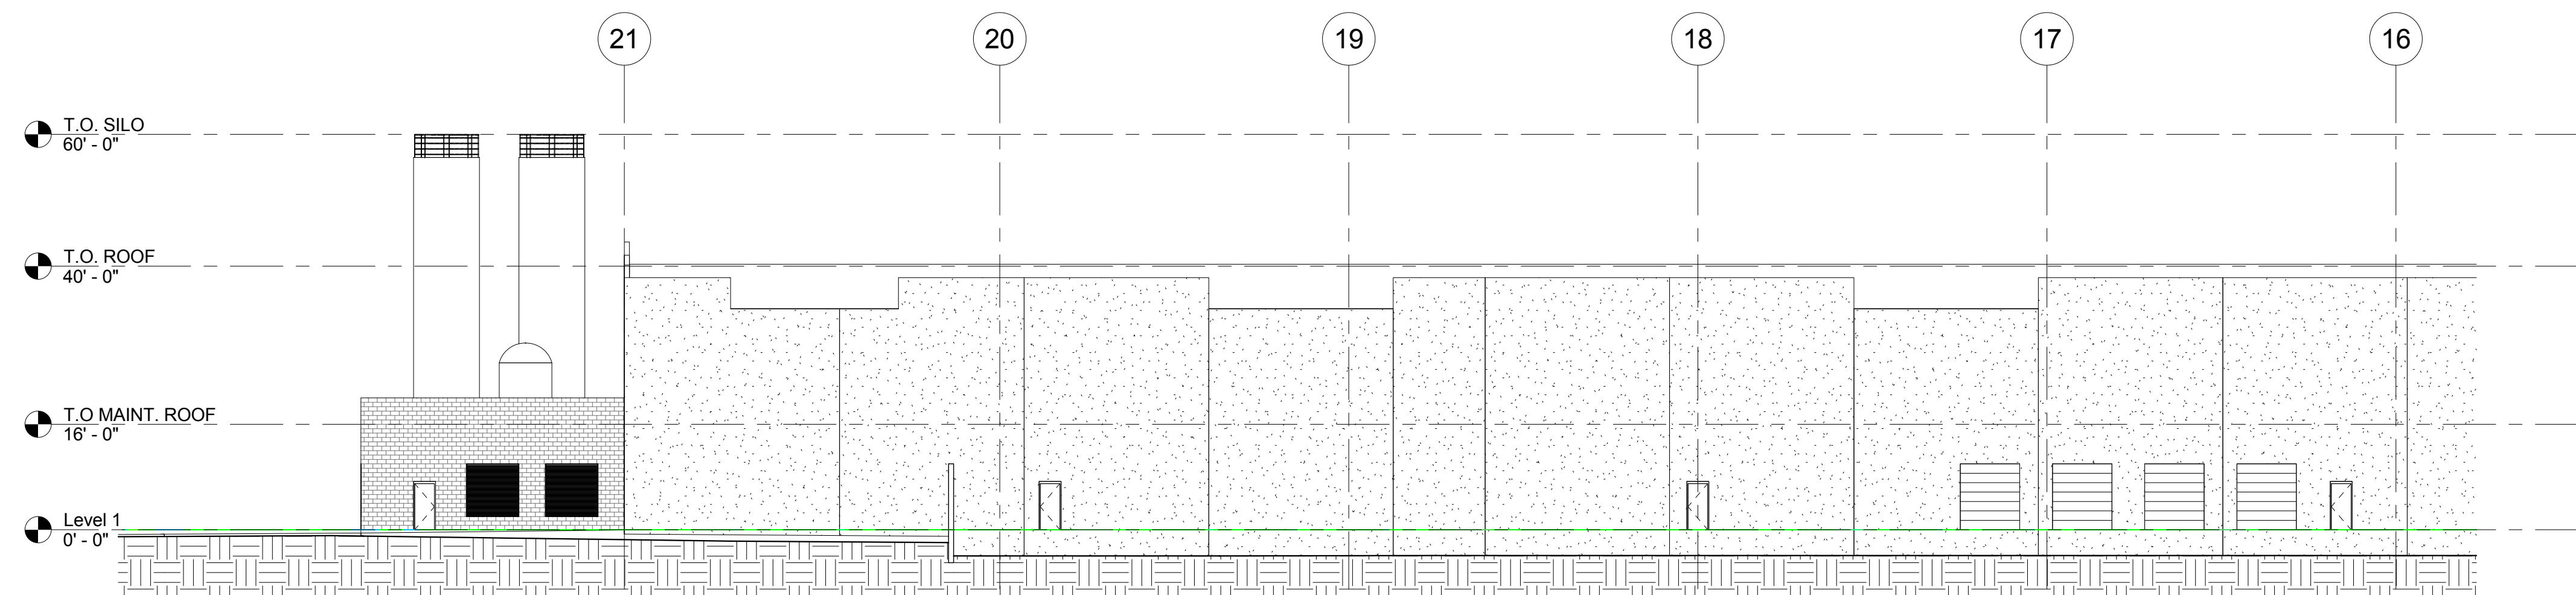 21
20
19
18
17
16
T.O. SILO
60' - 0"
T.O. ROOF
40' - 0"
T.O MAINT. ROOF
16' - 0"
Level 1
0' - 0"